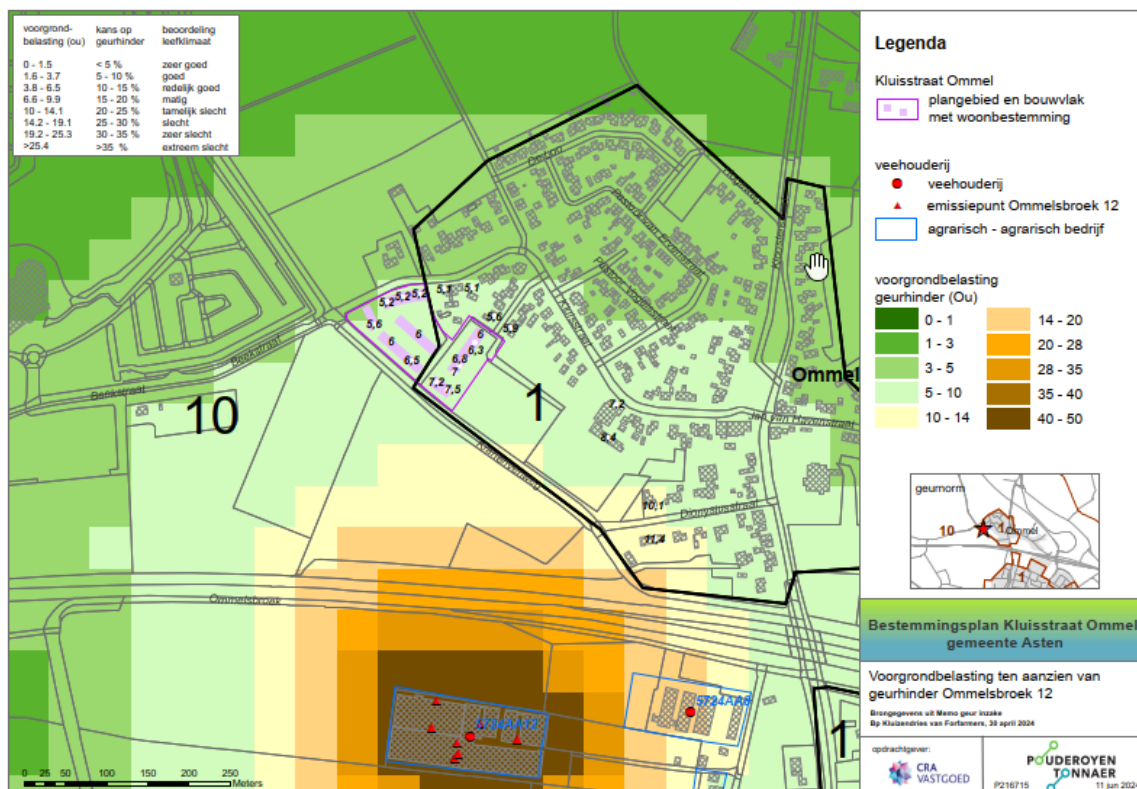 voorgrond-
belasting (ou)
kans op
geurhinder
beoordeling
leefklimaat
0 - 1.5 < 5 % zeer goed
1.6 - 3.7 5 - 10 % goed
3.8 - 6.5 10 - 15 % redelijk goed
6.6 - 9.9 15 - 20 % matig
10 - 14.1 20 - 25 % tamelijk slecht
14.2 - 19.1 25 - 30 % slecht
19.2 - 25.3 30 - 35 % zeer slecht
>25.4 >35 % extreem slecht
Kluisstraat
Jan van Havenstraat
Dionysiusstraat
Beekstraat
Beekstraat
Ommelsbroek
Ommel
10
1
1
5,1
5,1
5,2
5,2
5,2
5,6
5,6
5,9
6
6
6
6,3
6,5
6,8
7
7,2
7,5
7,2
8,4
10,1
11,4
5724AA12
5724AA8
0 25 50 100 150 200 250
Meters
Legenda
Kluisstraat Ommel
plangebied en bouwvlak
met woonbestemming
veehouderij
veehouderij
emissiepunt Ommelsbroek 12
agrarisch - agrarisch bedrijf
voorgrondbelasting
geurhinder (Ou)
0 - 1
1 - 3
3 - 5
5 - 10
10 - 14
14 - 20
20 - 28
28 - 35
35 - 40
40 - 50
geurnorm
10
1
Ommel
1
Bestemmingsplan Kluisstraat Ommel
gemeente Asten
Voorgrondbelasting ten aanzien van
geurhinder Ommelsbroek 12
Brongegevens uit Memo geur inzake
Bp Kluizendries van Forfarmers, 30 april 2024
opdrachtgever:
CRA
VASTGOED
POUDEROYEN
TONNAER
P216715
11 jun 2024